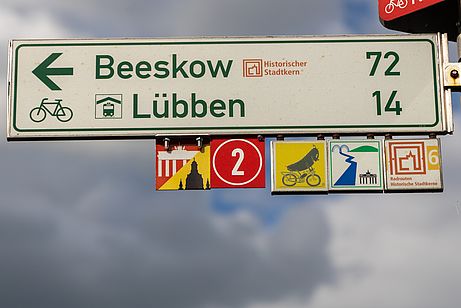 Beeskow Historischer Stadtkern 72
Lübben 14
2
6
Radrouten
Historische Stadtkerne